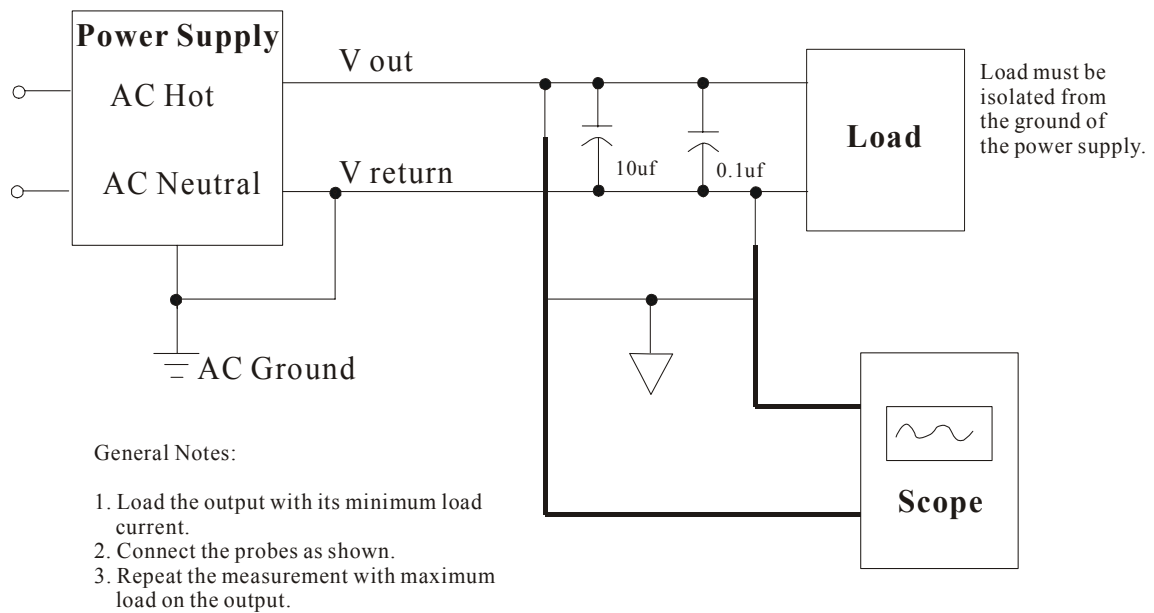 Power Supply
V out
AC Hot
AC Neutral
V return
10uf
0.1uf
Load
Load must be
isolated from
the ground of
the power supply.
AC Ground
Scope
General Notes:
1. Load the output with its minimum load
current.
2. Connect the probes as shown.
3. Repeat the measurement with maximum
load on the output.